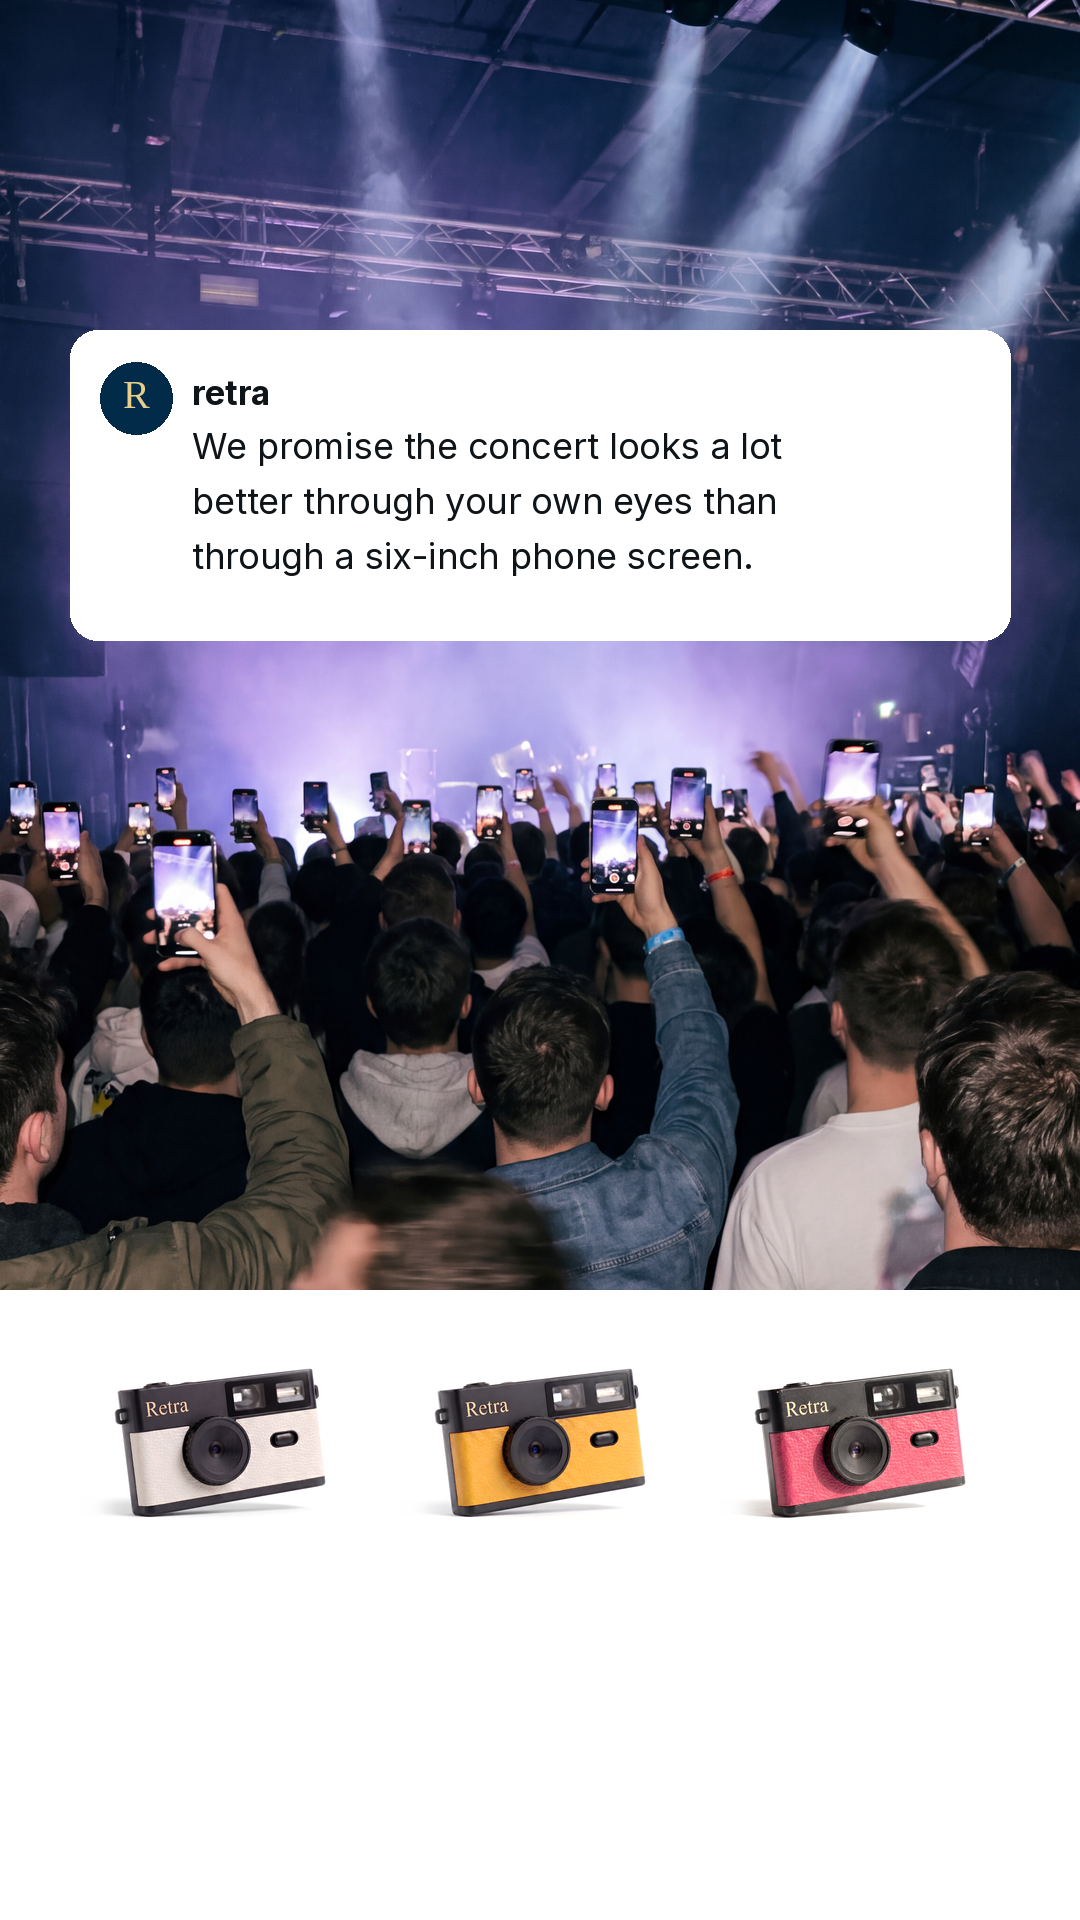 R
retra
We promise the concert looks a lot
better through your own eyes than
through a six-inch phone screen.
Retra
Retra
Retra